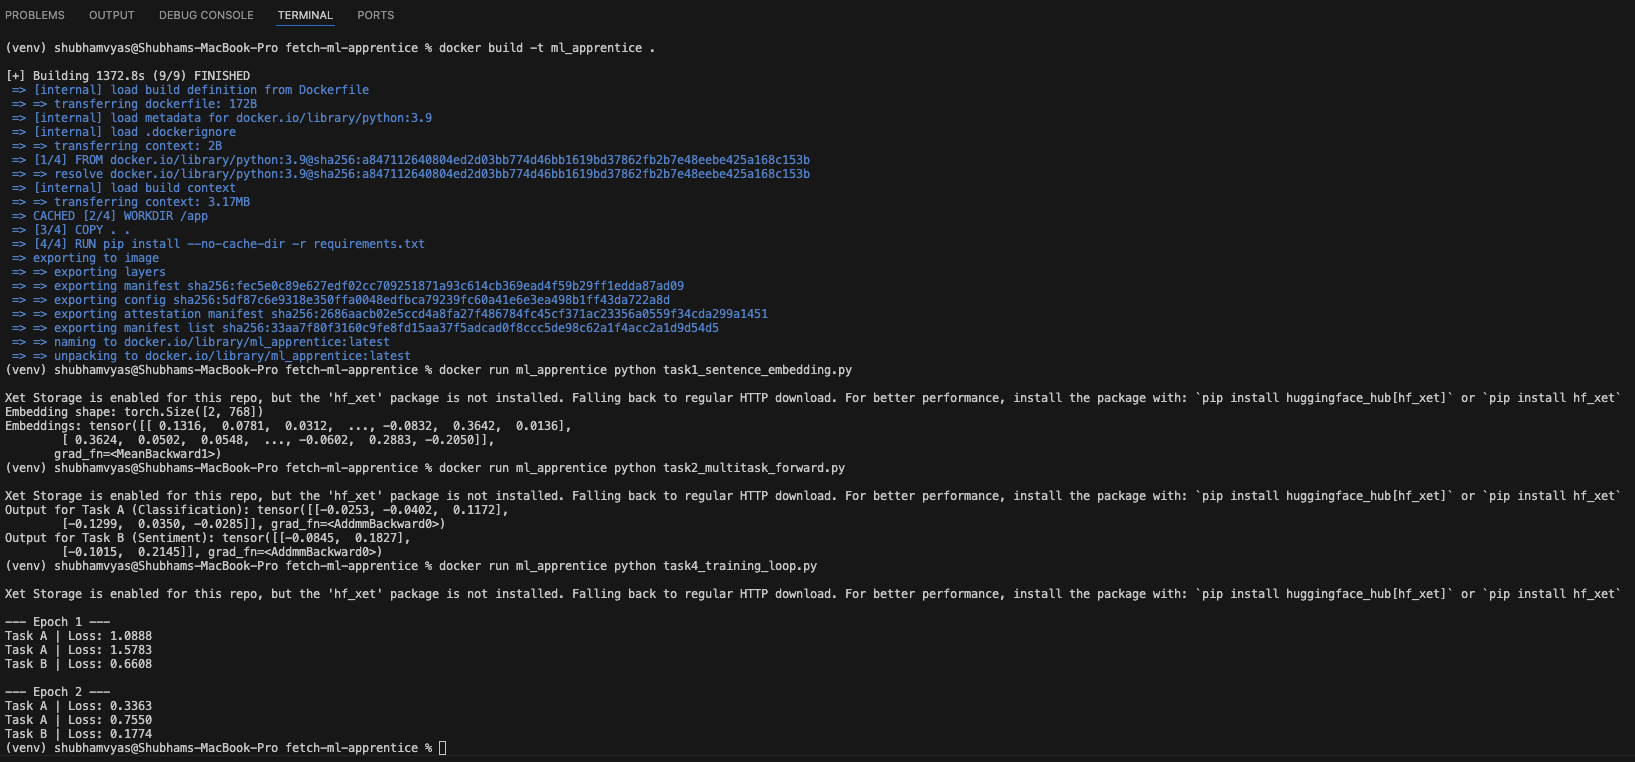 PROBLEMS OUTPUT DEBUG CONSOLE TERMINAL PORTS
(venv) shubhamvyas@Shubhams-MacBook-Pro fetch-ml-apprentice % docker build -t ml_apprentice .
[+] Building 1372.8s (9/9) FINISHED
=> [internal] load build definition from Dockerfile
=> => transferring dockerfile: 172B
=> [internal] load metadata for docker.io/library/python:3.9
=> [internal] load .dockerignore
=> => transferring context: 2B
=> [1/4] FROM docker.io/library/python:3.9@sha256:a847112640804ed2d03bb774d46bb1619bd37862fb2b7e48eebe425a168c153b
=> => resolve docker.io/library/python:3.9@sha256:a847112640804ed2d03bb774d46bb1619bd37862fb2b7e48eebe425a168c153b
=> [internal] load build context
=> => transferring context: 3.17MB
=> CACHED [2/4] WORKDIR /app
=> [3/4] COPY . .
=> [4/4] RUN pip install --no-cache-dir -r requirements.txt
=> exporting to image
=> => exporting layers
=> => exporting manifest sha256:fec5e0c89e627edf02cc709251871a93c614cb369ead4f59b29ff1edda87ad09
=> => exporting config sha256:5df87c6e9318e350ffa0048edfbca79239fc60a41e6e3ea498b1ff43da722a8d
=> => exporting attestation manifest sha256:2686aacb02e5ccd4a8fa27f486784fc45cf371ac23356a0559f34cda299a1451
=> => exporting manifest list sha256:33aa7f80f3160c9fe8fd15aa37f5adcad0f8ccc5de98c62a1f4acc2a1d9d54d5
=> => naming to docker.io/library/ml_apprentice:latest
=> => unpacking to docker.io/library/ml_apprentice:latest
(venv) shubhamvyas@Shubhams-MacBook-Pro fetch-ml-apprentice % docker run ml_apprentice python task1_sentence_embedding.py
Xet Storage is enabled for this repo, but the 'hf_xet' package is not installed. Falling back to regular HTTP download. For better performance, install the package with: `pip install huggingface_hub[hf_xet]` or `pip install hf_xet`
Embedding shape: torch.Size([2, 768])
Embeddings: tensor([[ 0.1316, 0.0781, 0.0312, ..., -0.0832, 0.3642, 0.0136],
[ 0.3624, 0.0502, 0.0548, ..., -0.0602, 0.2883, -0.2050]],
grad_fn=<MeanBackward1>)
(venv) shubhamvyas@Shubhams-MacBook-Pro fetch-ml-apprentice % docker run ml_apprentice python task2_multitask_forward.py
Xet Storage is enabled for this repo, but the 'hf_xet' package is not installed. Falling back to regular HTTP download. For better performance, install the package with: `pip install huggingface_hub[hf_xet]` or `pip install hf_xet`
Output for Task A (Classification): tensor([[-0.0253, -0.0402, 0.1172],
[-0.1299, 0.0350, -0.0285]], grad_fn=<AddmmBackward0>)
Output for Task B (Sentiment): tensor([[-0.0845, 0.1827],
[-0.1015, 0.2145]], grad_fn=<AddmmBackward0>)
(venv) shubhamvyas@Shubhams-MacBook-Pro fetch-ml-apprentice % docker run ml_apprentice python task4_training_loop.py
Xet Storage is enabled for this repo, but the 'hf_xet' package is not installed. Falling back to regular HTTP download. For better performance, install the package with: `pip install huggingface_hub[hf_xet]` or `pip install hf_xet`
--- Epoch 1 ---
Task A | Loss: 1.0888
Task A | Loss: 1.5783
Task B | Loss: 0.6608
--- Epoch 2 ---
Task A | Loss: 0.3363
Task A | Loss: 0.7550
Task B | Loss: 0.1774
(venv) shubhamvyas@Shubhams-MacBook-Pro fetch-ml-apprentice %